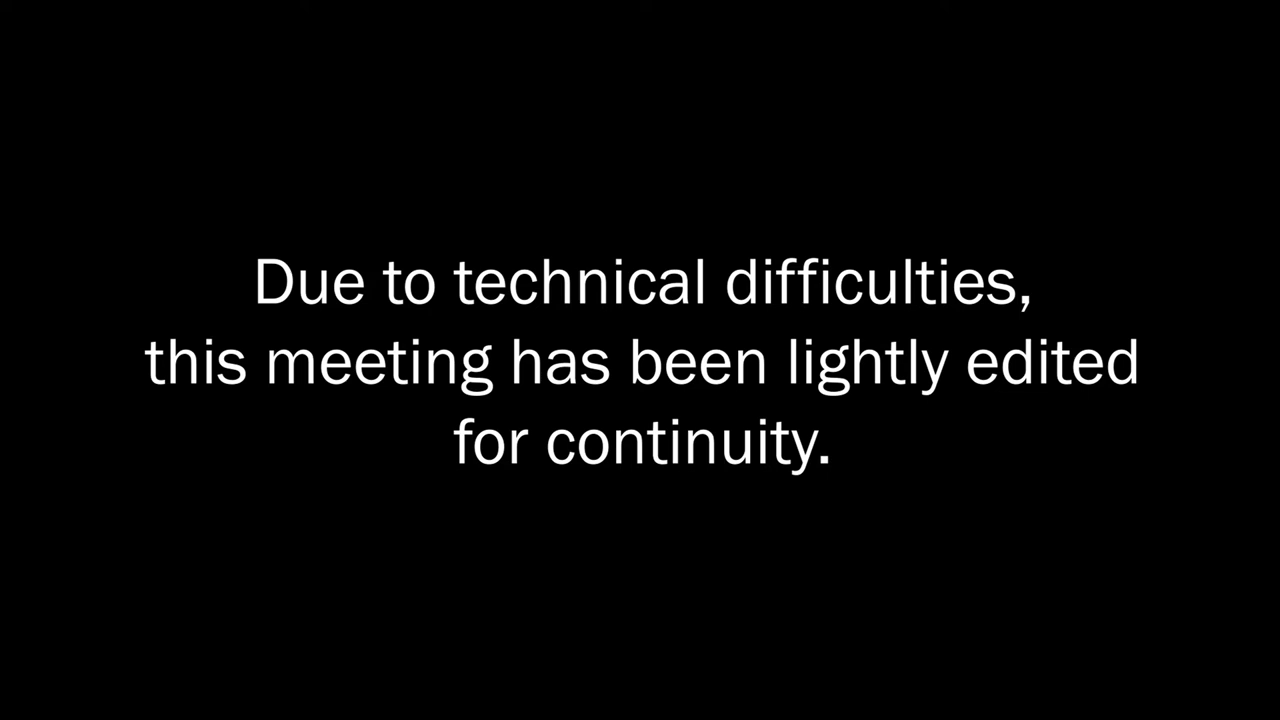 Due to technical difficulties,
this meeting has been lightly edited
for continuity.